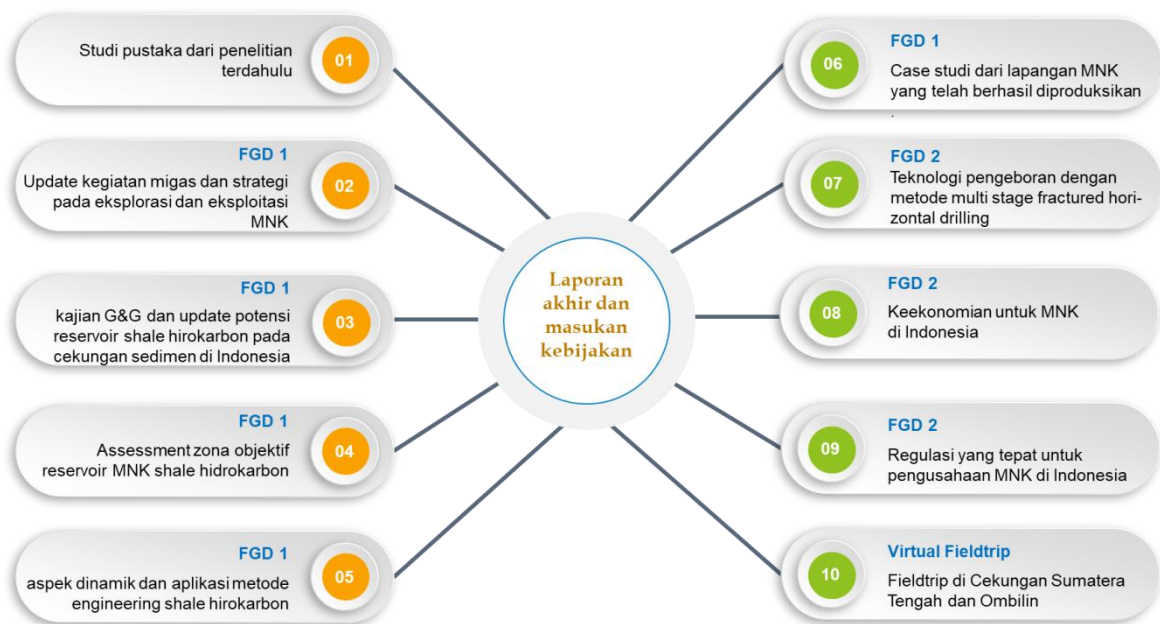 Studi pustaka dari penelitian
terdahulu
01
FGD 1
Update kegiatan migas dan strategi
pada eksplorasi dan eksploitasi
MNK
02
FGD 1
kajian G&G dan update potensi
reservoir shale hirokarbon pada
cekungan sedimen di Indonesia
03
FGD 1
Assessment zona objektif
reservoir MNK shale hidrokarbon
04
FGD 1
aspek dinamik dan aplikasi metode
engineering shale hirokarbon
05
Laporan
akhir dan
masukan
kebijakan
06
FGD 1
Case studi dari lapangan MNK
yang telah berhasil diproduksikan
.
07
FGD 2
Teknologi pengeboran dengan
metode multi stage fractured hori-
zontal drilling
08
FGD 2
Keekonomian untuk MNK
di Indonesia
09
FGD 2
Regulasi yang tepat untuk
pengusahaan MNK di Indonesia
10
Virtual Fieldtrip
Fieldtrip di Cekungan Sumatera
Tengah dan Ombilin